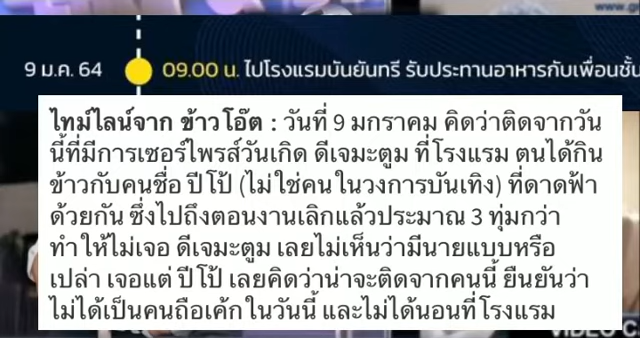 9 ม.ค. 64 09.00 น. ไปโรงแรมบันยันทรี รับประทานอาหารกับเพื่อนชั้น
ไทม์ไลน์จาก ข้าวโอ๊ต : วันที่ 9 มกราคม คิดว่าติดจากวัน
นี้ที่มีการเซอร์ไพรส์วันเกิด ดีเจมะตูม ที่โรงแรม ตนได้กิน
ข้าวกับคนชื่อ ปีโป้ (ไม่ใช่คนในวงการบันเทิง) ที่ดาดฟ้า
ด้วยกัน ซึ่งไปถึงตอนงานเลิกแล้วประมาณ 3 ทุ่มกว่า
ทำให้ไม่เจอ ดีเจมะตูม เลยไม่เห็นว่ามีนายแบบหรือ
เปล่า เจอแต่ ปีโป้ เลยคิดว่าน่าจะติดจากคนนี้ ยืนยันว่า
ไม่ได้เป็นคนถือเค้กในวันนี้ และไม่ได้นอนที่โรงแรม